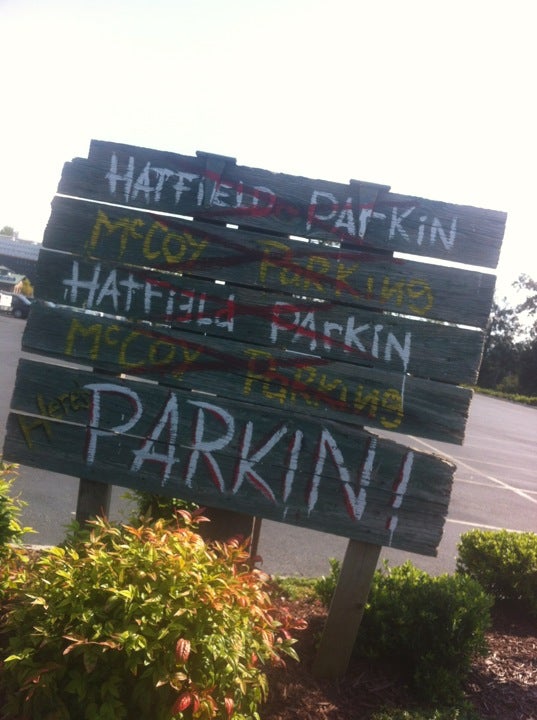 HATFiELD PArKiN
McCOY PARKiNg
HATFiELd PArKiN
McCOY PARKiNg
Here's PARKIN!